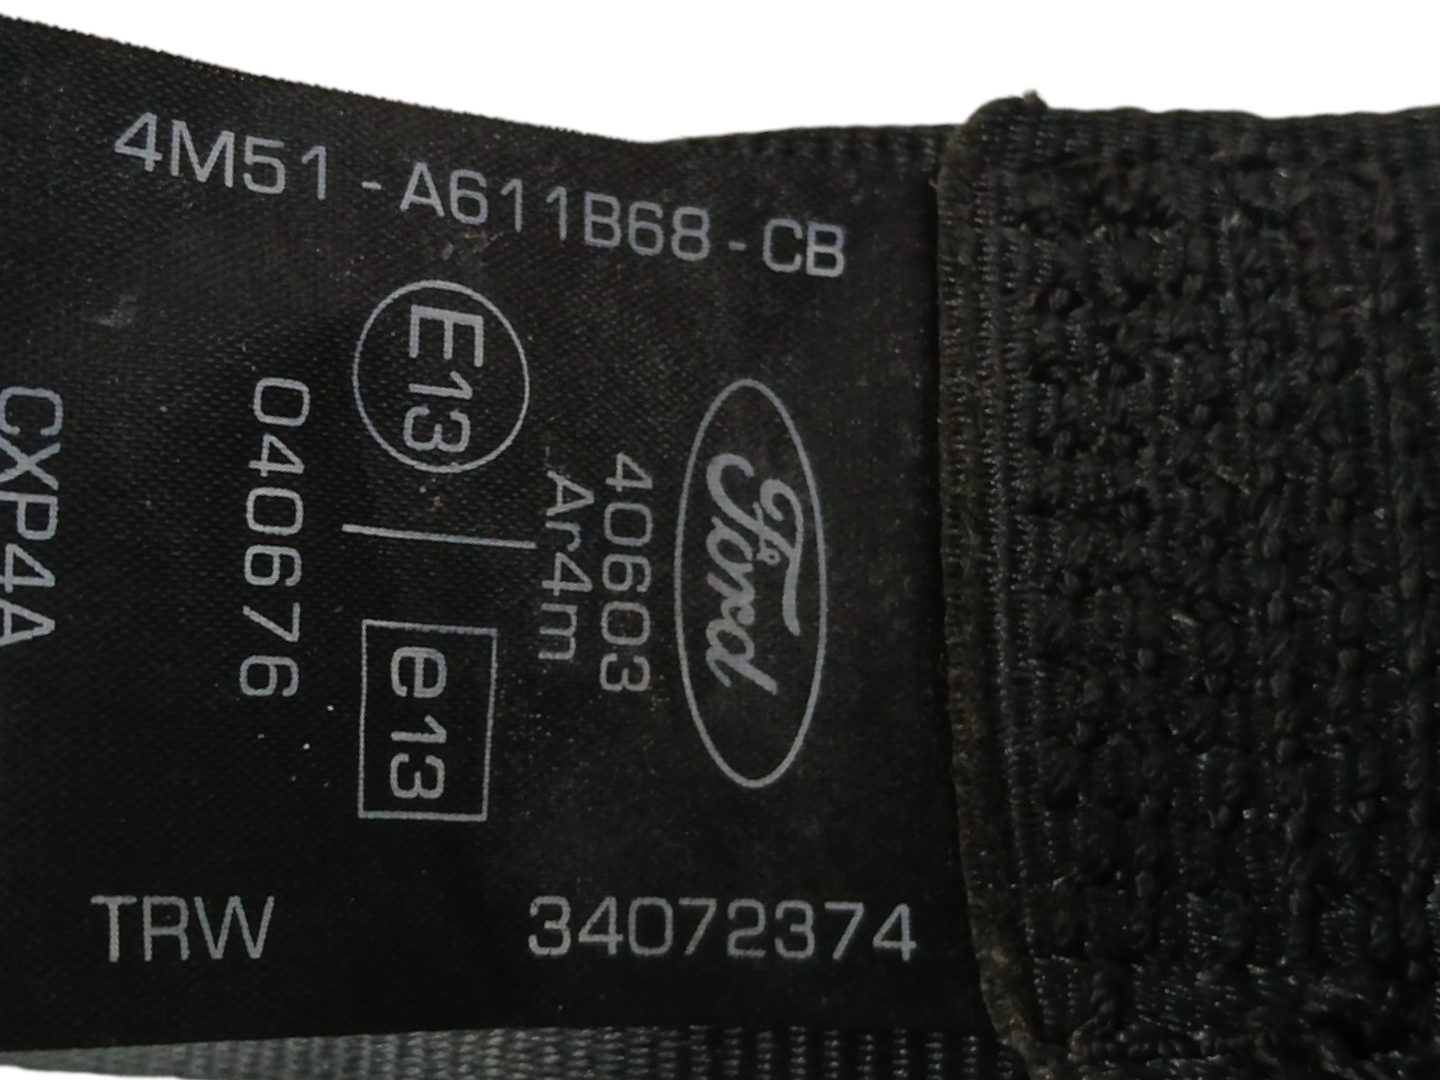 4M51 - A611B68 - CB
Ford
40603
Ar4m
E13
e13
040676
CXP4A
TRW
34072374